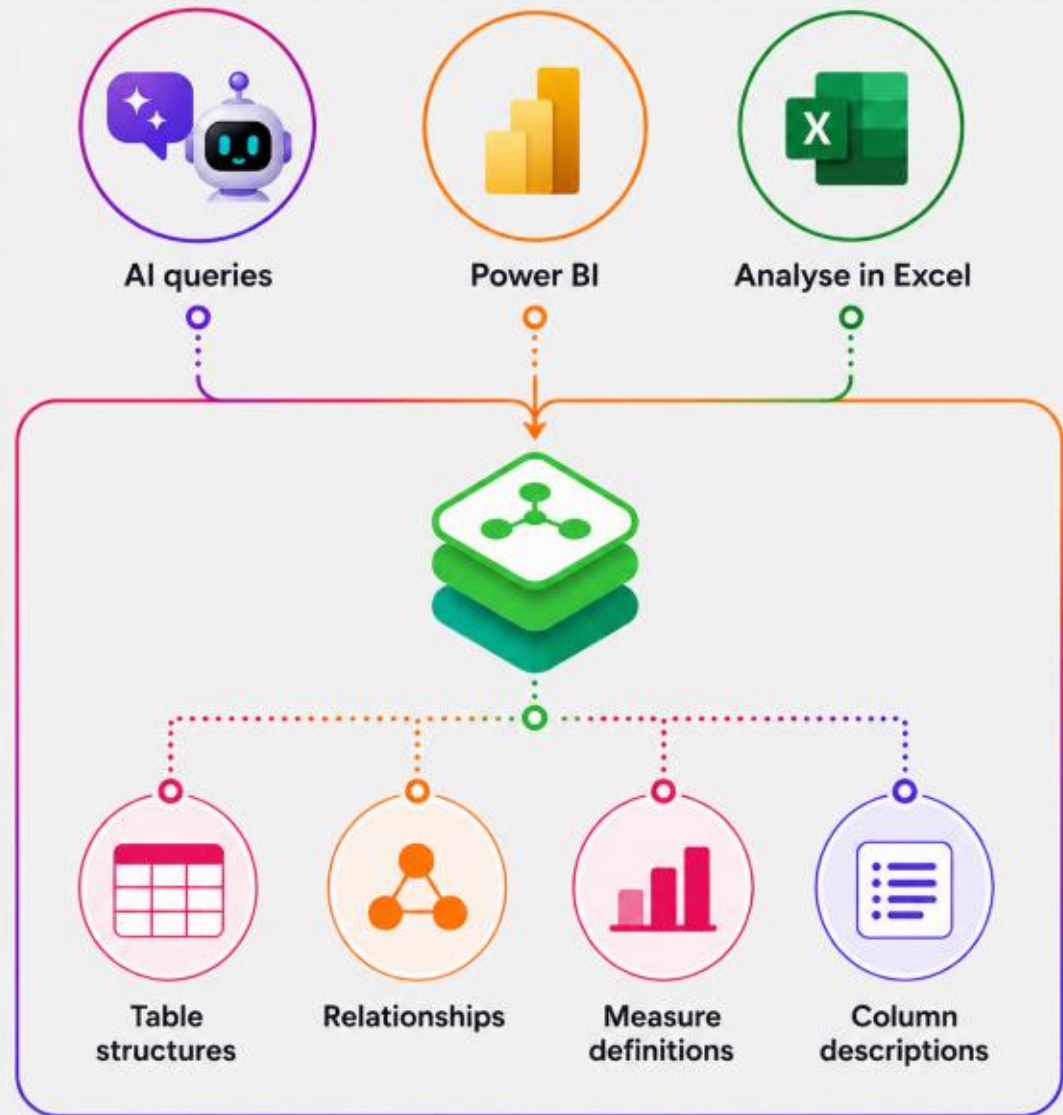 AI queries
Power BI
X
Analyse in Excel
Table
structures
Relationships
Measure
definitions
Column
descriptions